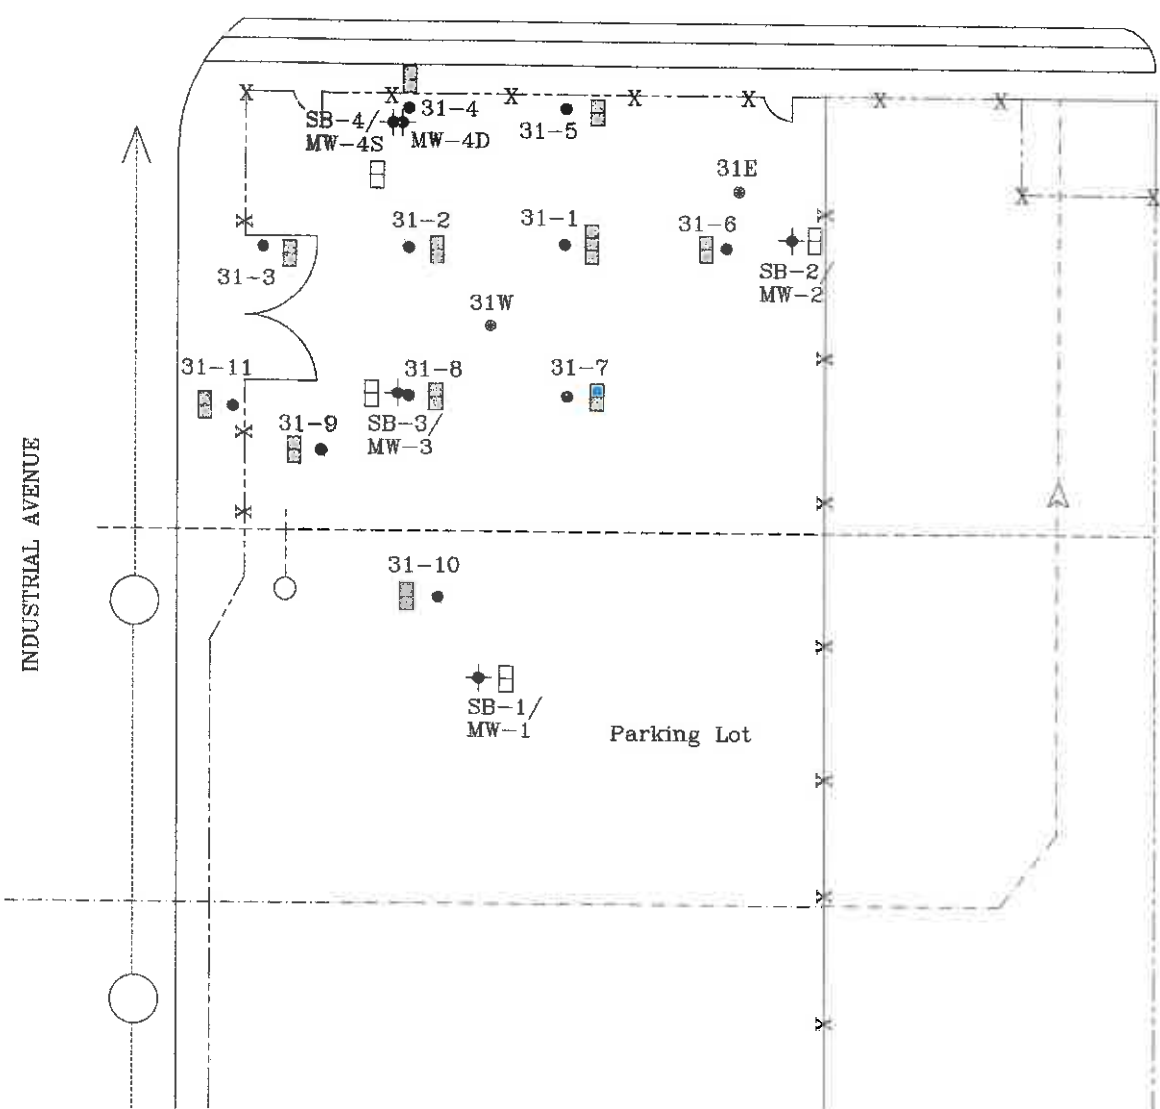 31-4
SB-4/
MW-4S
MW-4D
31-5
31E
31-2
31-1
31-6
31-3
SB-2/
MW-2
31W
31-11
31-8
31-7
31-9
SB-3/
MW-3
INDUSTRIAL AVENUE
31-10
SB-1/
MW-1
Parking Lot